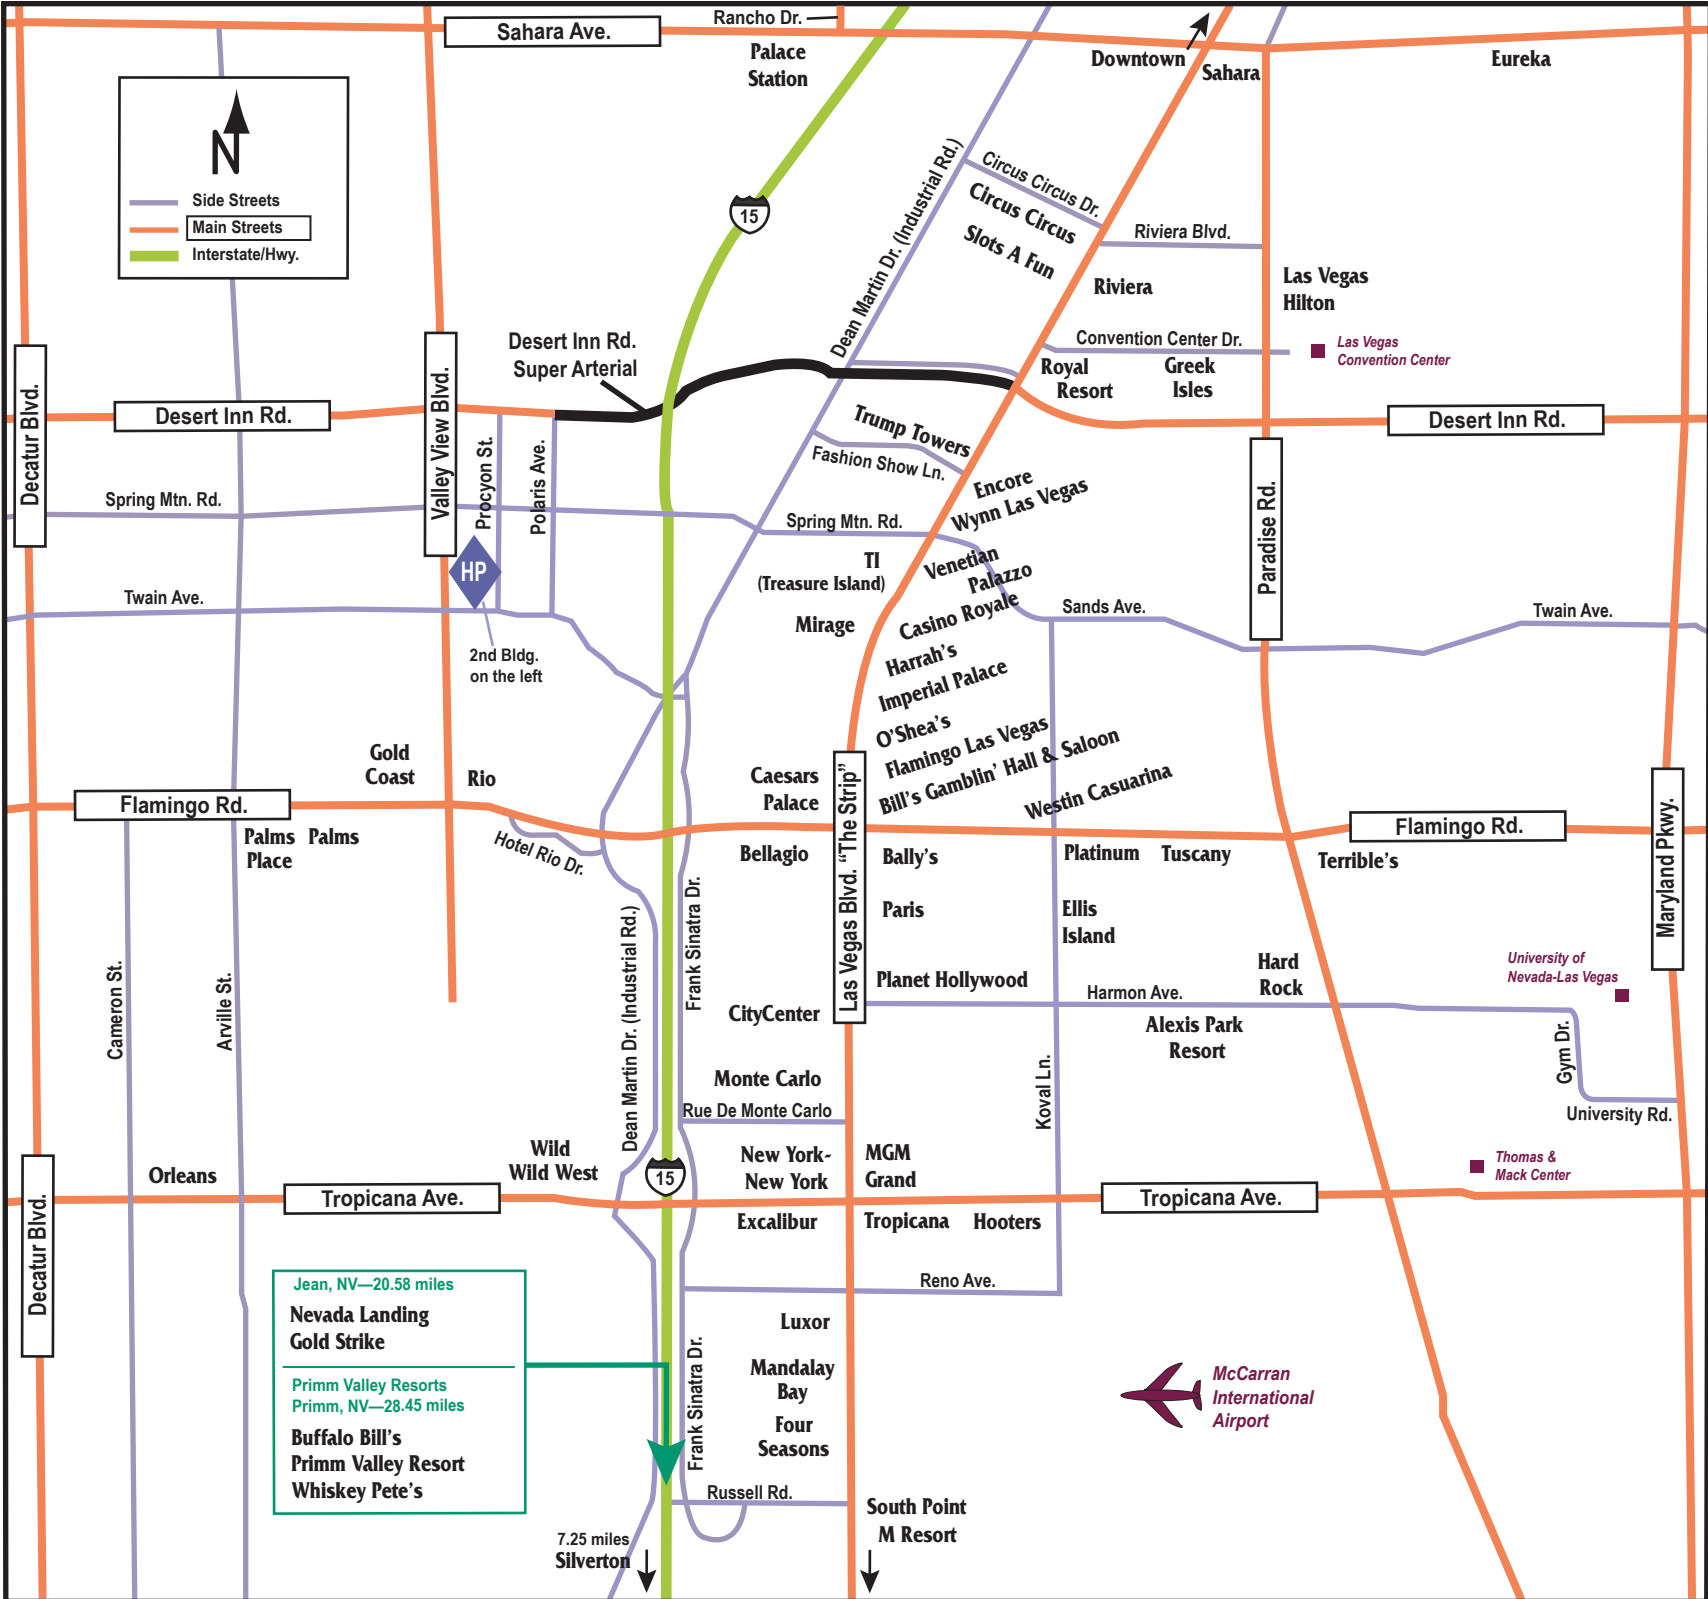 Rancho Dr.
Sahara Ave.
Palace
Station
Downtown
Sahara
Eureka
N
Side Streets
Main Streets
Interstate/Hwy.
15
Dean Martin Dr. (Industrial Rd.)
Circus Circus Dr.
Circus Circus
Slots A Fun
Riviera Blvd.
Riviera
Las Vegas
Hilton
Convention Center Dr.
Las Vegas
Convention Center
Royal
Resort
Greek
Isles
Desert Inn Rd.
Super Arterial
Decatur Blvd.
Desert Inn Rd.
Valley View Blvd.
Desert Inn Rd.
Procyon St.
Polaris Ave.
Trump Towers
Fashion Show Ln.
Encore
Wynn Las Vegas
Paradise Rd.
Spring Mtn. Rd.
Spring Mtn. Rd.
HP
TI
(Treasure Island)
Venetian
Palazzo
Twain Ave.
Casino Royale
Sands Ave.
Twain Ave.
Mirage
2nd Bldg.
on the left
Harrah's
Imperial Palace
O'Shea's
Flamingo Las Vegas
Bill's Gamblin' Hall & Saloon
Westin Casuarina
Gold
Coast
Rio
Caesars
Palace
Las Vegas Blvd. "The Strip"
Flamingo Rd.
Flamingo Rd.
Maryland Pkwy.
Palms
Place
Palms
Hotel Rio Dr.
Bellagio
Bally's
Platinum
Tuscany
Terrible's
Paris
Ellis
Island
Dean Martin Dr. (Industrial Rd.)
Frank Sinatra Dr.
Cameron St.
Arville St.
Planet Hollywood
Hard
Rock
University of
Nevada-Las Vegas
Harmon Ave.
CityCenter
Alexis Park
Resort
Gym Dr.
Koval Ln.
Monte Carlo
Rue De Monte Carlo
University Rd.
Wild
Wild West
Orleans
15
New York-
New York
MGM
Grand
Thomas &
Mack Center
Tropicana Ave.
Tropicana Ave.
Decatur Blvd.
Excalibur
Tropicana
Hooters
Jean, NV—20.58 miles
Nevada Landing
Gold Strike
Primm Valley Resorts
Primm, NV—28.45 miles
Buffalo Bill's
Primm Valley Resort
Whiskey Pete's
Reno Ave.
Luxor
Frank Sinatra Dr.
Mandalay
Bay
Four
Seasons
McCarran
International
Airport
Russell Rd.
South Point
M Resort
7.25 miles
Silverton